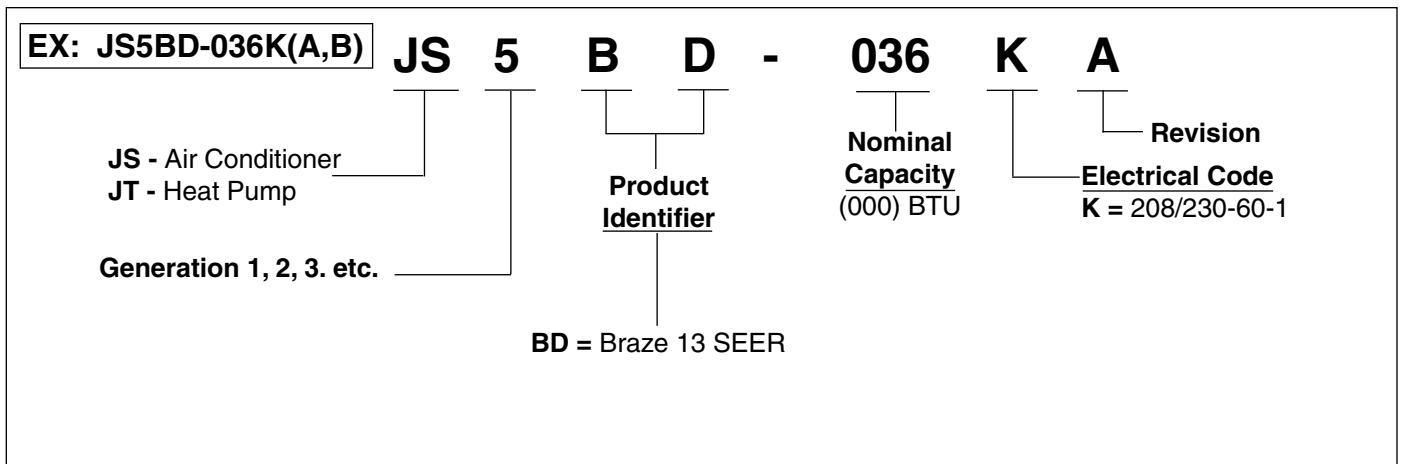 EX: JS5BD-036K(A,B)
JS 5 B D - 036 K A
JS - Air Conditioner
JT - Heat Pump
Generation 1, 2, 3. etc.
Product
Identifier
BD = Braze 13 SEER
Nominal
Capacity
(000) BTU
Revision
Electrical Code
K = 208/230-60-1